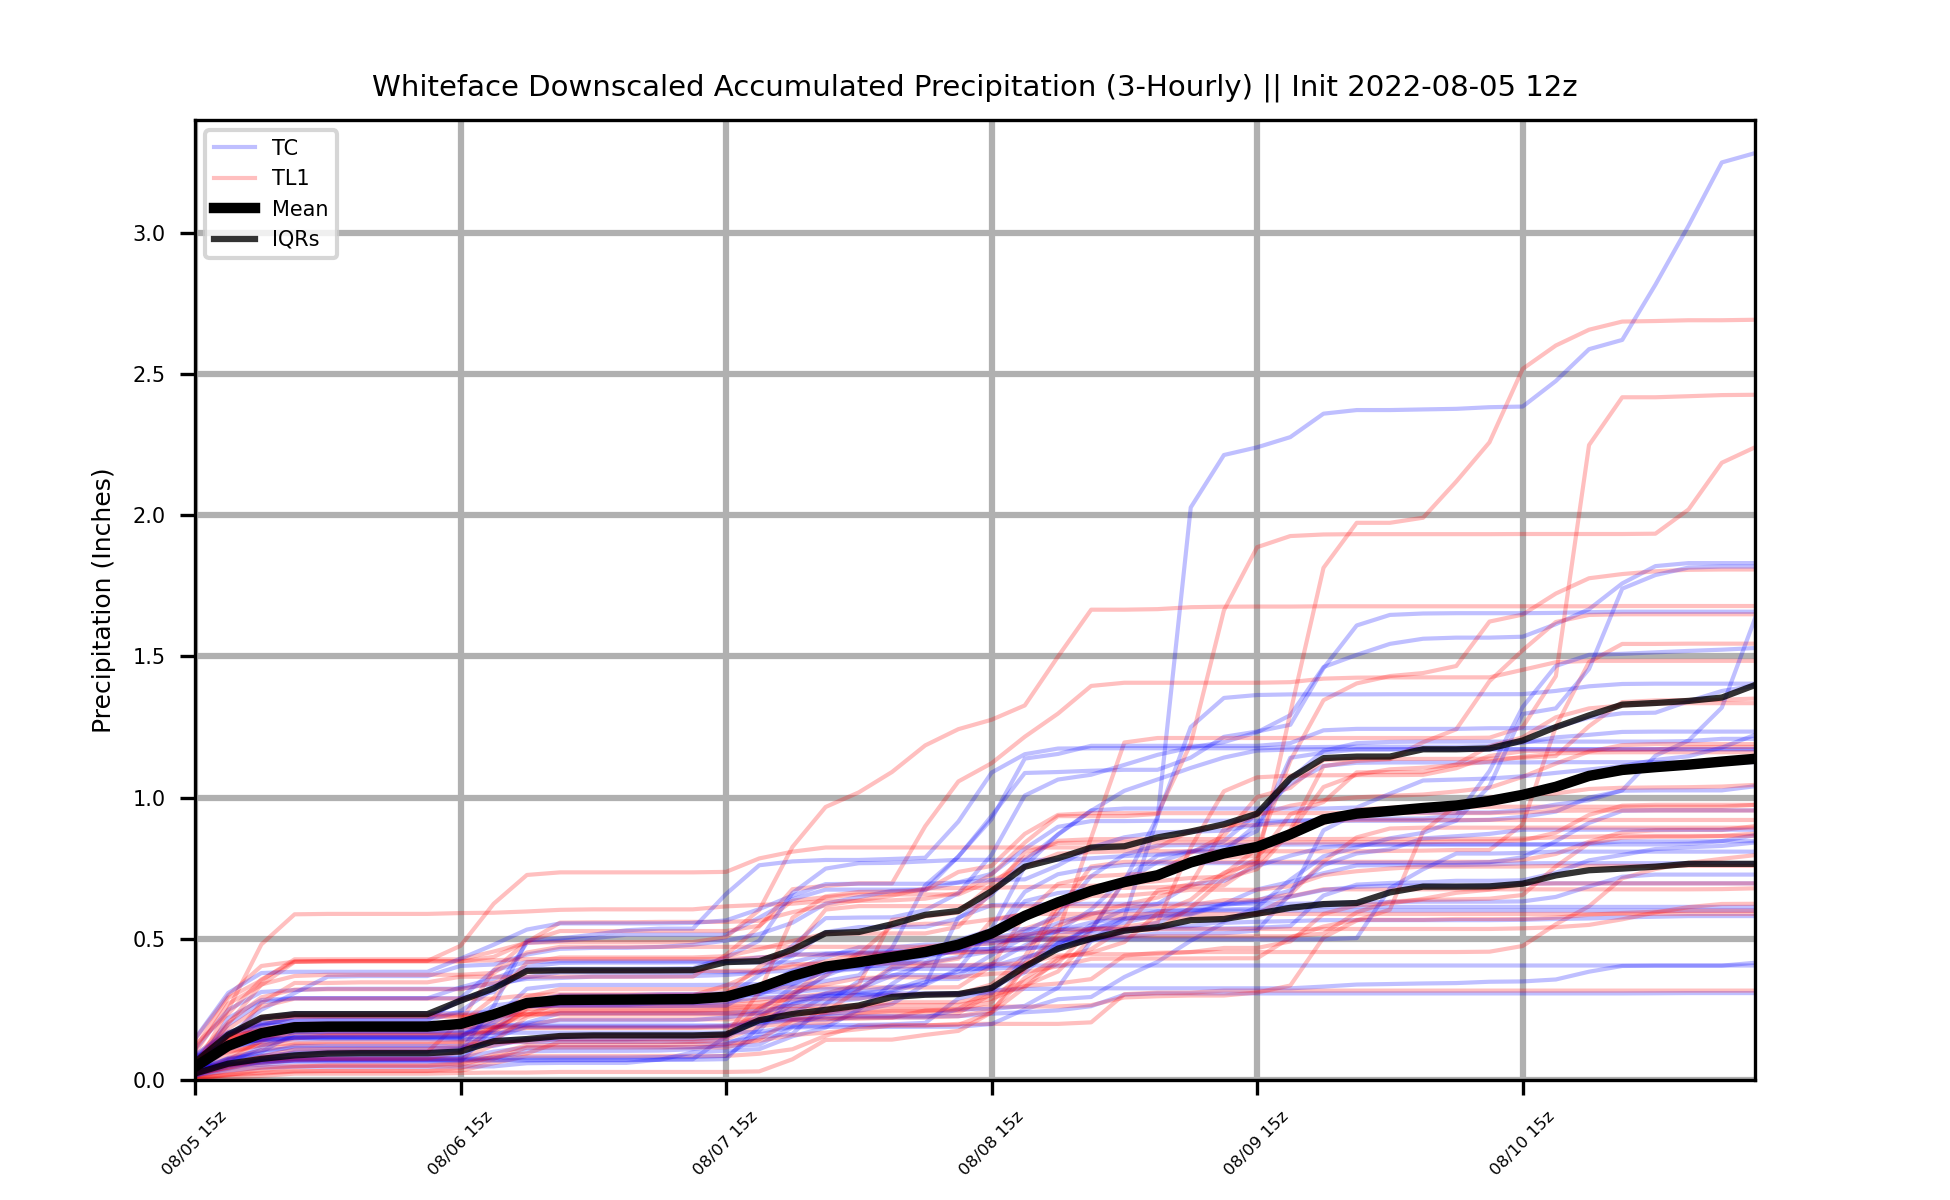 Whiteface Downscaled Accumulated Precipitation (3-Hourly) || Init 2022-08-05 12z
TC
TL1
Mean
IQRs
Precipitation (Inches)
3.0
2.5
2.0
1.5
1.0
0.5
0.0
08/05 15z
08/06 15z
08/07 15z
08/08 15z
08/09 15z
08/10 15z